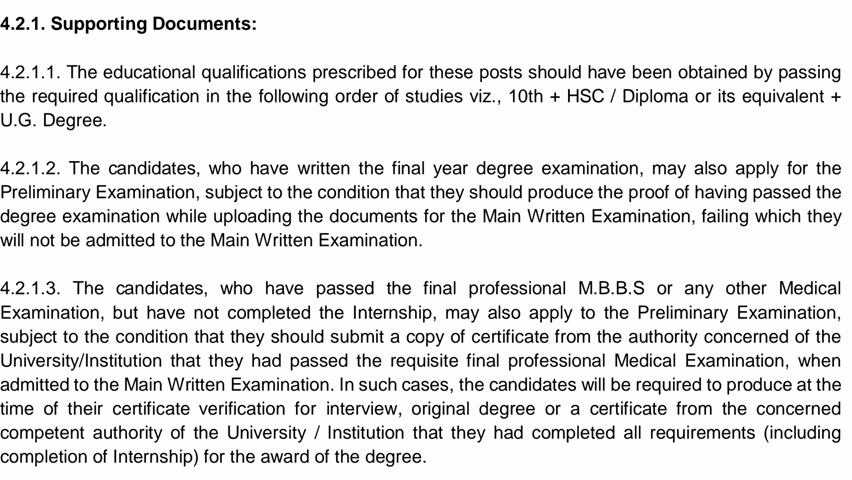 4.2.1. Supporting Documents:
4.2.1.1. The educational qualifications prescribed for these posts should have been obtained by passing
the required qualification in the following order of studies viz., 10th + HSC / Diploma or its equivalent +
U.G. Degree.
4.2.1.2. The candidates, who have written the final year degree examination, may also apply for the
Preliminary Examination, subject to the condition that they should produce the proof of having passed the
degree examination while uploading the documents for the Main Written Examination, failing which they
will not be admitted to the Main Written Examination.
4.2.1.3. The candidates, who have passed the final professional M.B.B.S or any other Medical
Examination, but have not completed the Internship, may also apply to the Preliminary Examination,
subject to the condition that they should submit a copy of certificate from the authority concerned of the
University/Institution that they had passed the requisite final professional Medical Examination, when
admitted to the Main Written Examination. In such cases, the candidates will be required to produce at the
time of their certificate verification for interview, original degree or a certificate from the concerned
competent authority of the University / Institution that they had completed all requirements (including
completion of Internship) for the award of the degree.